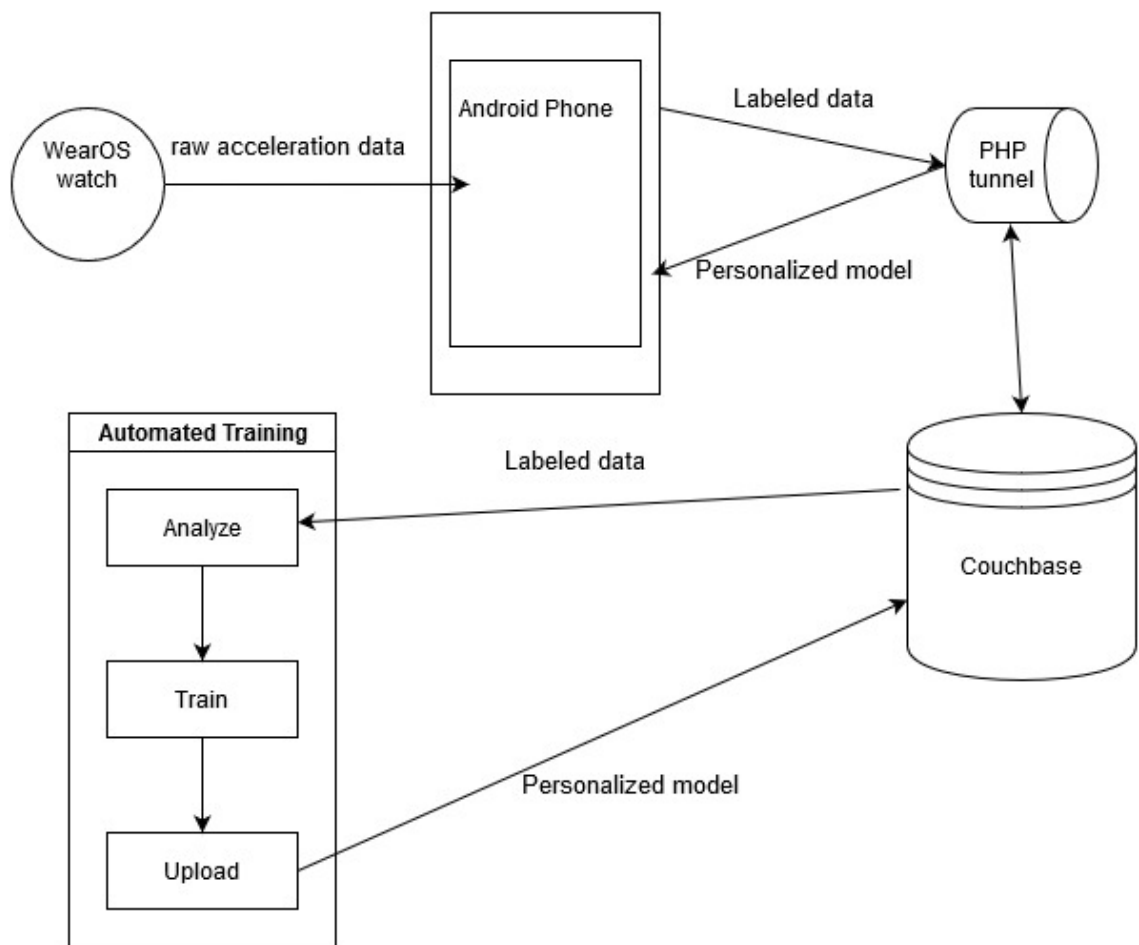 WearOS
watch
raw acceleration data
Android Phone
Labeled data
PHP
tunnel
Personalized model
Automated Training
Analyze
Train
Upload
Labeled data
Personalized model
Couchbase